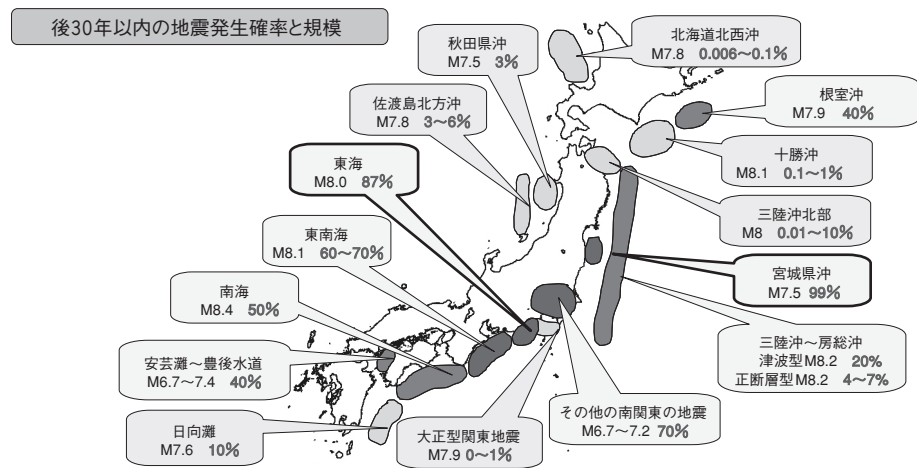 後30年以内の地震発生確率と規模
北海道北西沖
M7.8 0.006〜0.1%
秋田県沖
M7.5 3%
佐渡島北方沖
M7.8 3〜6%
根室沖
M7.9 40%
十勝沖
M8.1 0.1〜1%
東海
M8.0 87%
三陸沖北部
M8 0.01〜10%
東南海
M8.1 60〜70%
宮城県沖
M7.5 99%
南海
M8.4 50%
三陸沖〜房総沖
津波型M8.2 20%
正断層型M8.2 4〜7%
安芸灘〜豊後水道
M6.7〜7.4 40%
その他の南関東の地震
M6.7〜7.2 70%
日向灘
M7.6 10%
大正型関東地震
M7.9 0〜1%